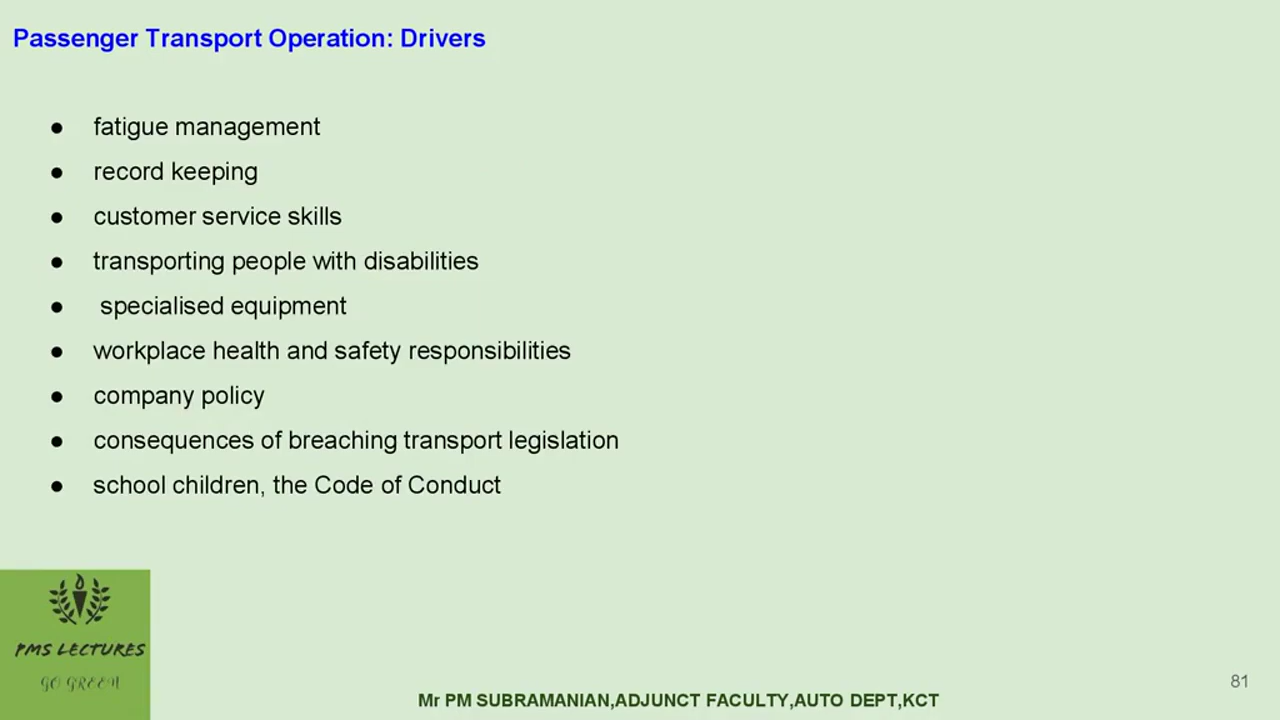 Passenger Transport Operation: Drivers
● fatigue management
● record keeping
● customer service skills
● transporting people with disabilities
● specialised equipment
● workplace health and safety responsibilities
● company policy
● consequences of breaching transport legislation
● school children, the Code of Conduct
PMS LECTURES
GO GREEN
Mr PM SUBRAMANIAN,ADJUNCT FACULTY,AUTO DEPT,KCT
81